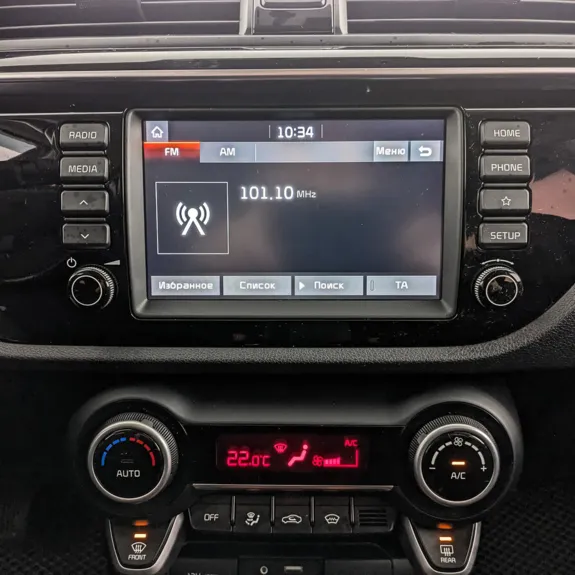 10:34
RADIO
FM AM Меню
HOME
MEDIA
PHONE
101.10 MHz
SETUP
Избранное Список Поиск TA
AUTO
22.0°C A/C
A/C
OFF
FRONT
REAR